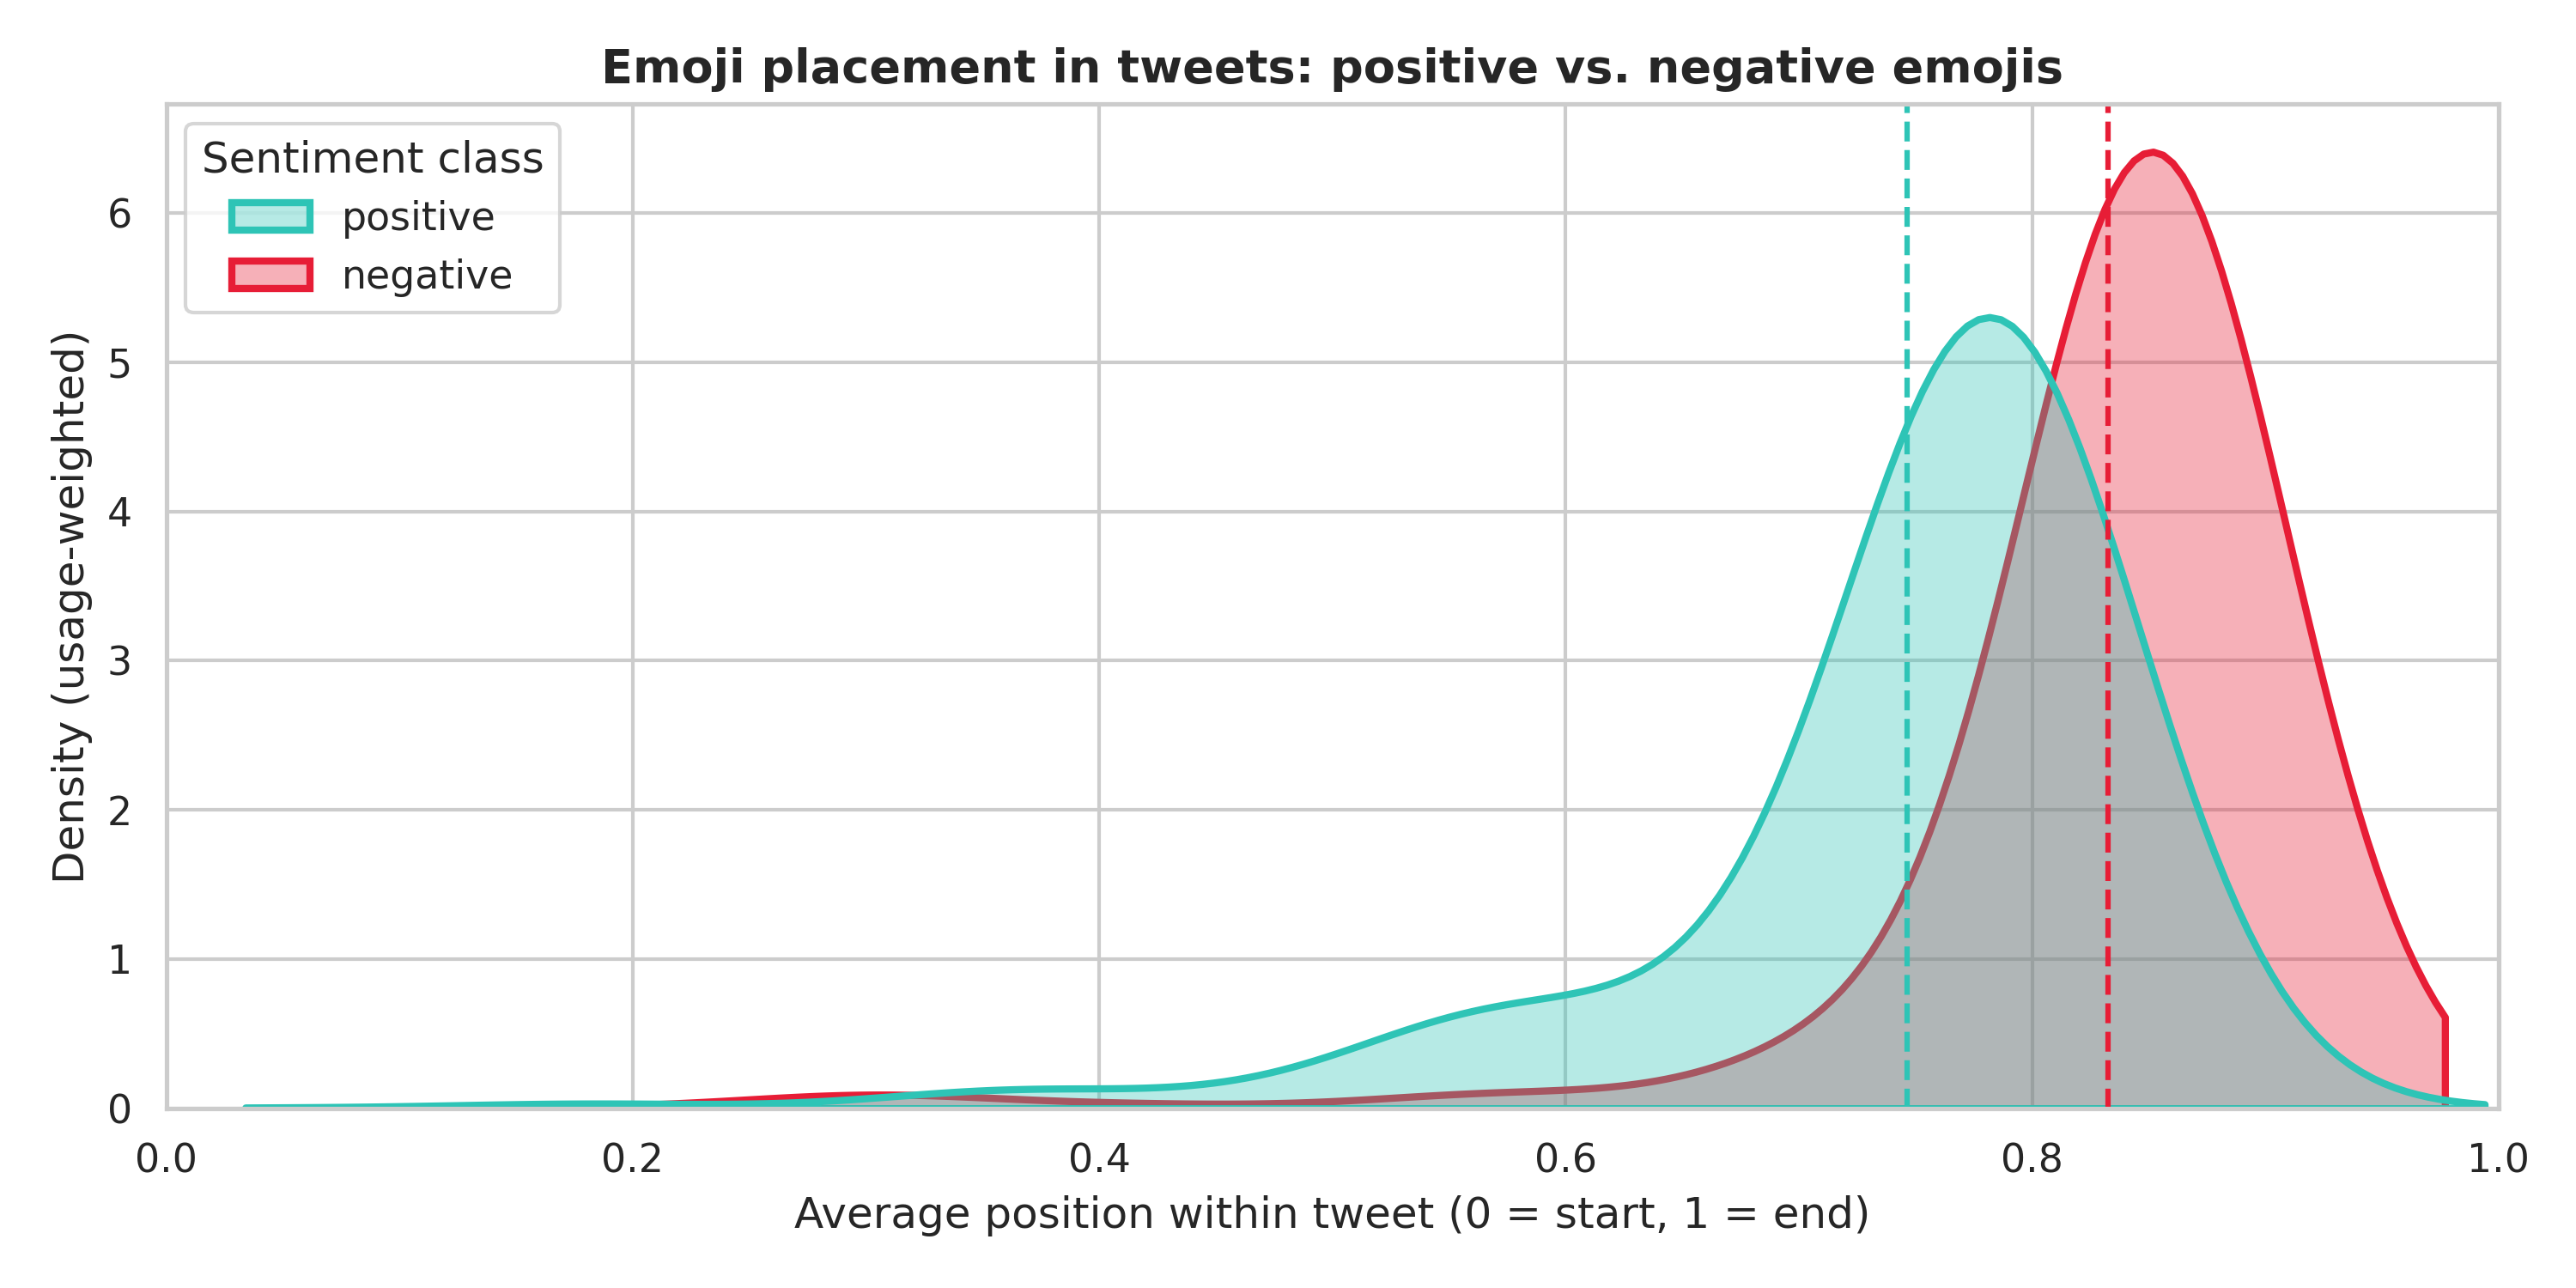 Emoji placement in tweets: positive vs. negative emojis
Sentiment class
positive
negative
Density (usage-weighted)
6
5
4
3
2
1
0
0.0 0.2 0.4 0.6 0.8 1.0
Average position within tweet (0 = start, 1 = end)